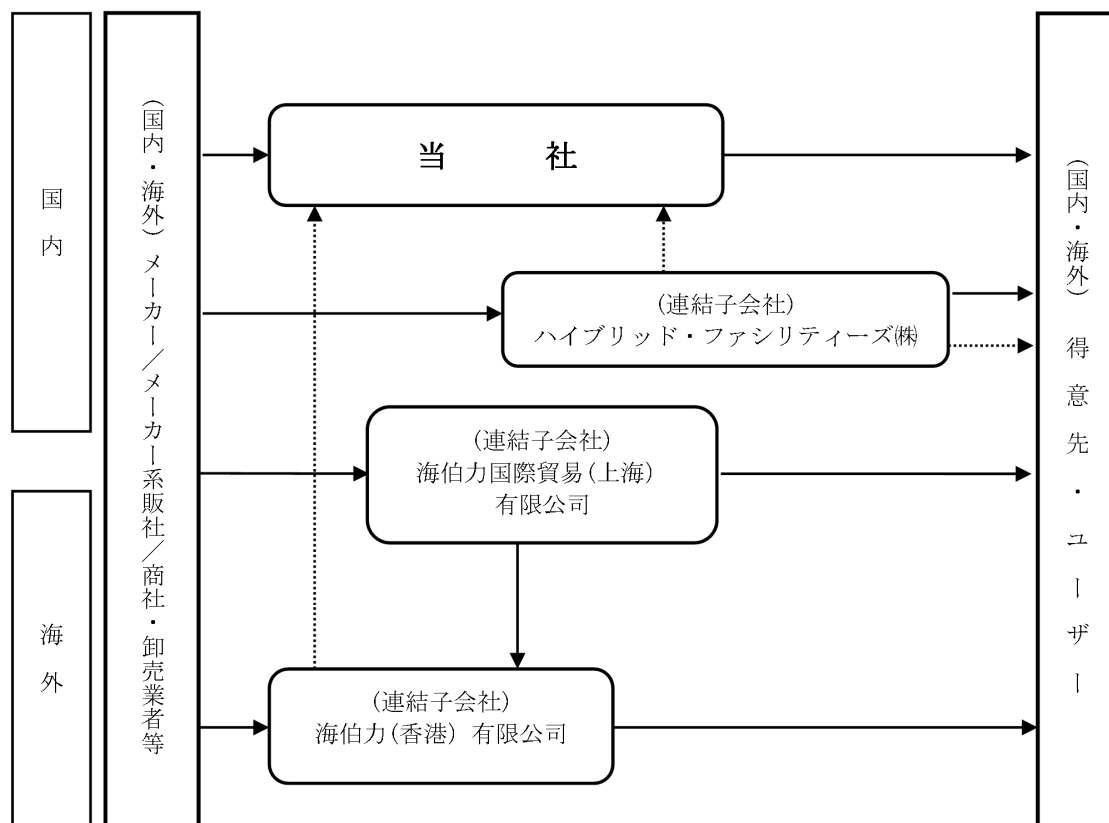 国内
海外
(国内・海外) メーカー／メーカー系販社／商社・卸売業者等
当　　　社
(連結子会社)
ハイブリッド・ファシリティーズ㈱
(連結子会社)
海伯力国際貿易(上海)
有限公司
(連結子会社)
海伯力(香港) 有限公司
(国内・海外) 得意先・ユーザー